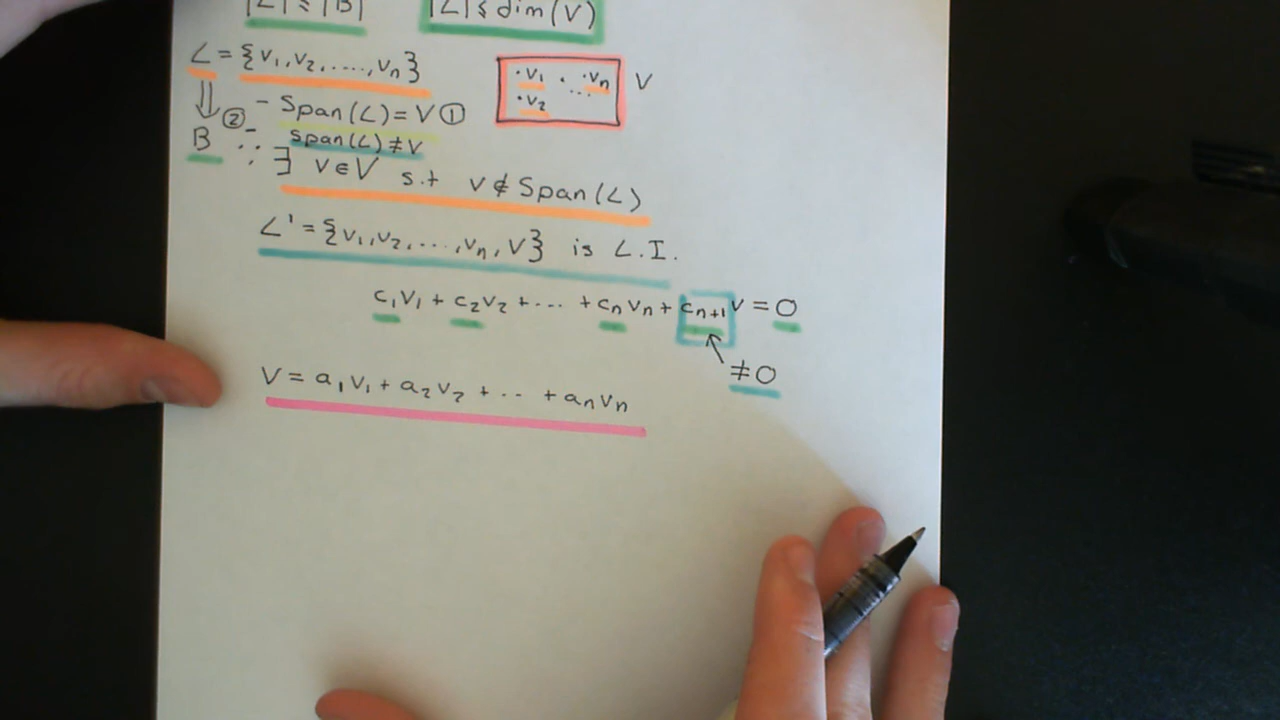 |L| ≤ |B| |L| ≤ dim(V)
L = {v₁, v₂, ....., vₙ} · v₁ · ... · vₙ V
· v₂
② - Span(L) = V ①
B - Span(L) ≠ V
∴ ∃ v ∈ V s.t v ∉ Span(L)
L' = {v₁, v₂, ..., vₙ, v} is L.I.
c₁v₁ + c₂v₂ + ... + cₙvₙ + cₙ₊₁v = 0
≠ 0
v = a₁v₁ + a₂v₂ + .. + aₙvₙ